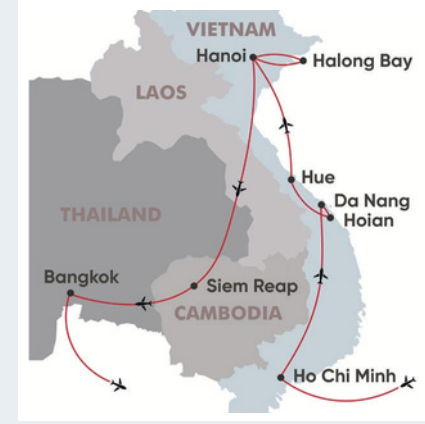 VIETNAM
Hanoi
Halong Bay
LAOS
Hue
Da Nang
Hoian
THAILAND
Bangkok
Siem Reap
CAMBODIA
Ho Chi Minh